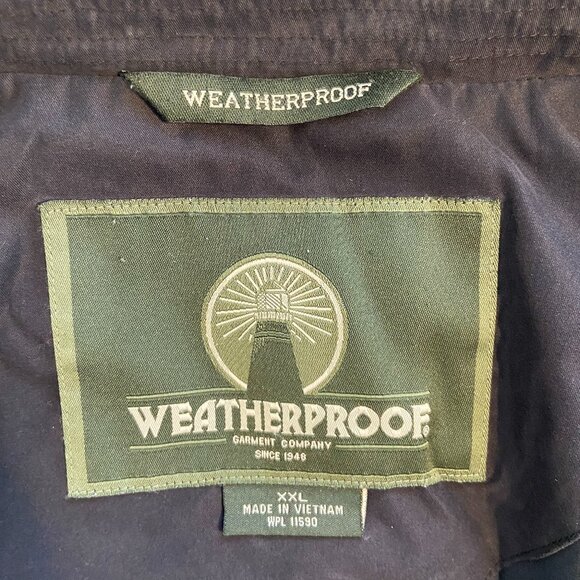 WEATHERPROOF
WEATHERPROOF®
GARMENT COMPANY
SINCE 1948
XXL
MADE IN VIETNAM
WPL 11590